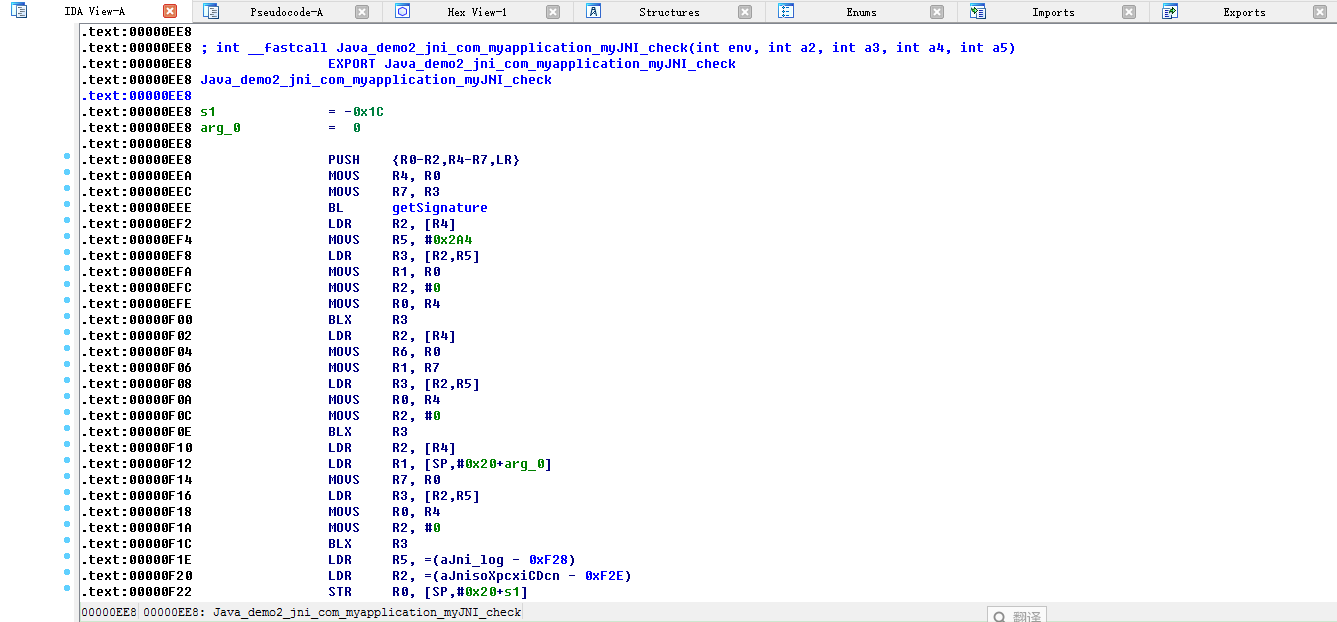 IDA View-A Pseudocode-A Hex View-1 Structures Enums Imports Exports
.text:00000EE8
.text:00000EE8 ; int __fastcall Java_demo2_jni_com_myapplication_myJNI_check(int env, int a2, int a3, int a4, int a5)
.text:00000EE8 EXPORT Java_demo2_jni_com_myapplication_myJNI_check
.text:00000EE8 Java_demo2_jni_com_myapplication_myJNI_check
.text:00000EE8
.text:00000EE8 s1 = -0x1C
.text:00000EE8 arg_0 = 0
.text:00000EE8
.text:00000EE8 PUSH {R0-R2,R4-R7,LR}
.text:00000EEA MOVS R4, R0
.text:00000EEC MOVS R7, R3
.text:00000EEE BL getSignature
.text:00000EF2 LDR R2, [R4]
.text:00000EF4 MOVS R5, #0x2A4
.text:00000EF8 LDR R3, [R2,R5]
.text:00000EFA MOVS R1, R0
.text:00000EFC MOVS R2, #0
.text:00000EFE MOVS R0, R4
.text:00000F00 BLX R3
.text:00000F02 LDR R2, [R4]
.text:00000F04 MOVS R6, R0
.text:00000F06 MOVS R1, R7
.text:00000F08 LDR R3, [R2,R5]
.text:00000F0A MOVS R0, R4
.text:00000F0C MOVS R2, #0
.text:00000F0E BLX R3
.text:00000F10 LDR R2, [R4]
.text:00000F12 LDR R1, [SP,#0x20+arg_0]
.text:00000F14 MOVS R7, R0
.text:00000F16 LDR R3, [R2,R5]
.text:00000F18 MOVS R0, R4
.text:00000F1A MOVS R2, #0
.text:00000F1C BLX R3
.text:00000F1E LDR R5, =(aJni_log - 0xF28)
.text:00000F20 LDR R2, =(aJnisoXpcxiCDcn - 0xF2E)
.text:00000F22 STR R0, [SP,#0x20+s1]
00000EE8 00000EE8: Java_demo2_jni_com_myapplication_myJNI_check
翻译